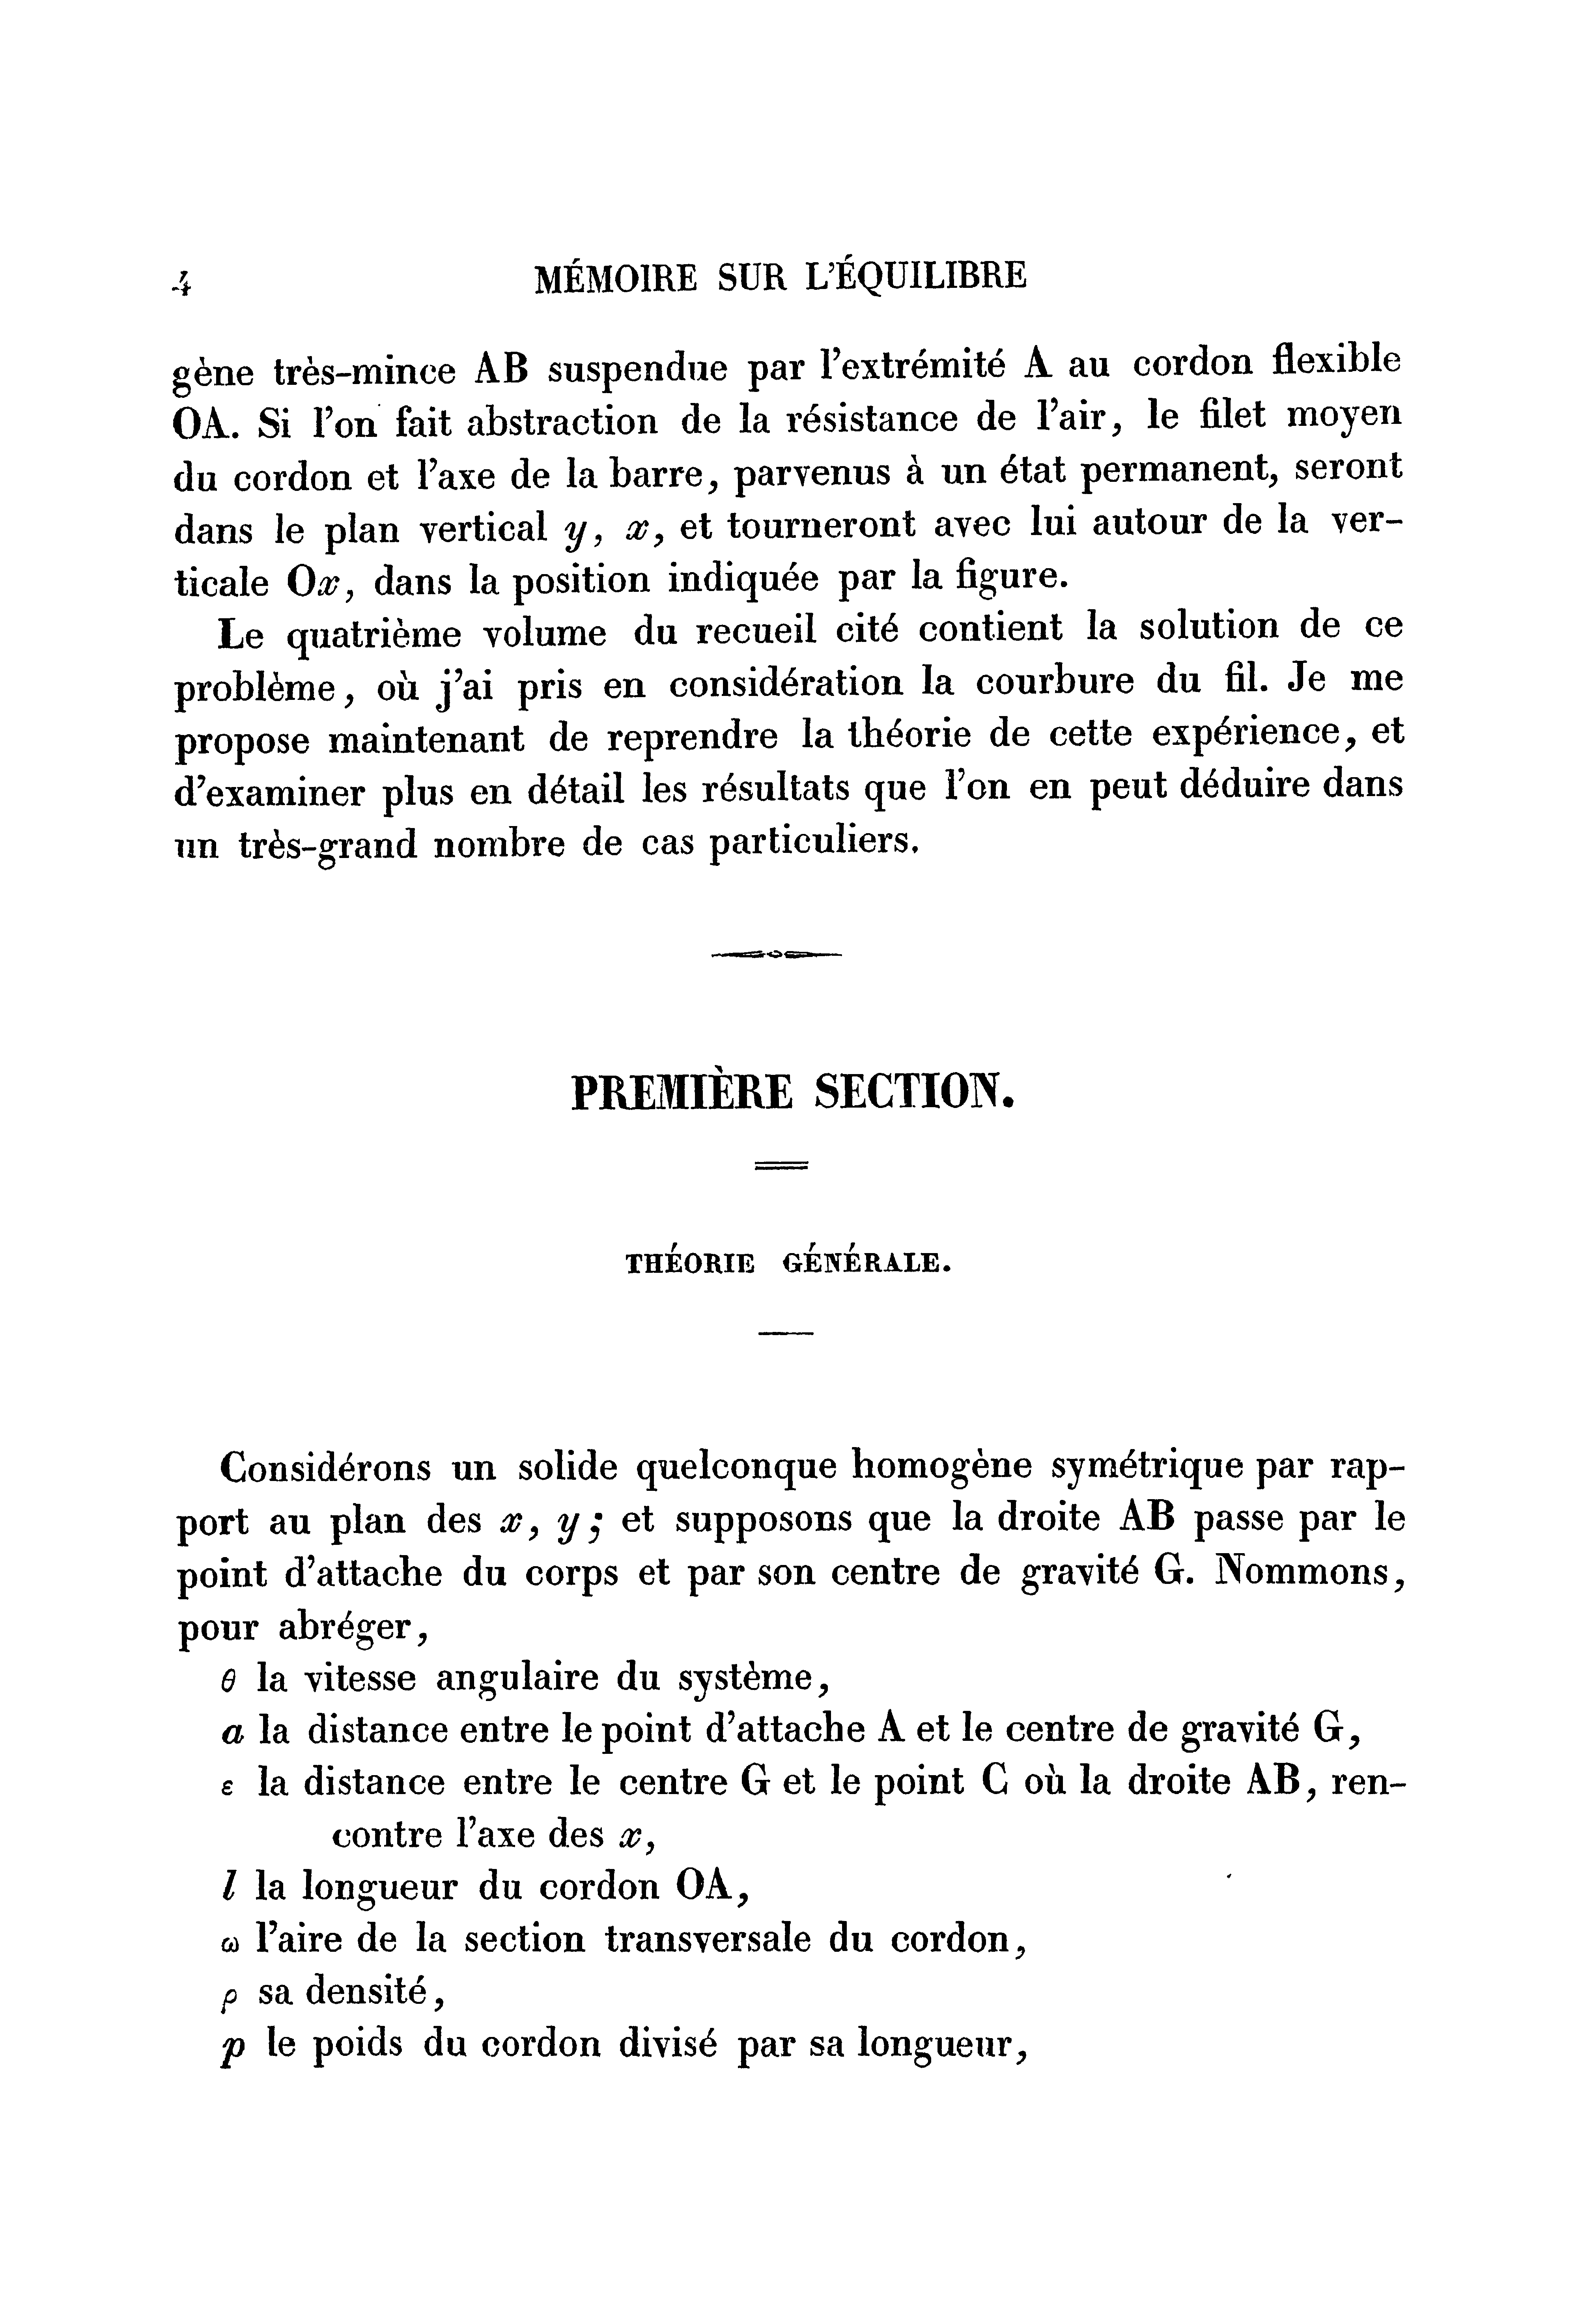 4 MÉMOIRE SUR L'ÉQUILIBRE
gène très-mince AB suspendue par l'extrémité A au cordon flexible
OA. Si l'on fait abstraction de la résistance de l'air, le filet moyen
du cordon et l'axe de la barre, parvenus à un état permanent, seront
dans le plan vertical y, x, et tourneront avec lui autour de la ver-
ticale Ox, dans la position indiquée par la figure.
Le quatrième volume du recueil cité contient la solution de ce
problème, où j'ai pris en considération la courbure du fil. Je me
propose maintenant de reprendre la théorie de cette expérience, et
d'examiner plus en détail les résultats que l'on en peut déduire dans
un très-grand nombre de cas particuliers.
PREMIÈRE SECTION.
THÉORIE GÉNÉRALE.
Considérons un solide quelconque homogène symétrique par rap-
port au plan des x, y; et supposons que la droite AB passe par le
point d'attache du corps et par son centre de gravité G. Nommons,
pour abréger,
θ la vitesse angulaire du système,
a la distance entre le point d'attache A et le centre de gravité G,
ε la distance entre le centre G et le point C où la droite AB, ren-
contre l'axe des x,
l la longueur du cordon OA,
ω l'aire de la section transversale du cordon,
ρ sa densité,
p le poids du cordon divisé par sa longueur,